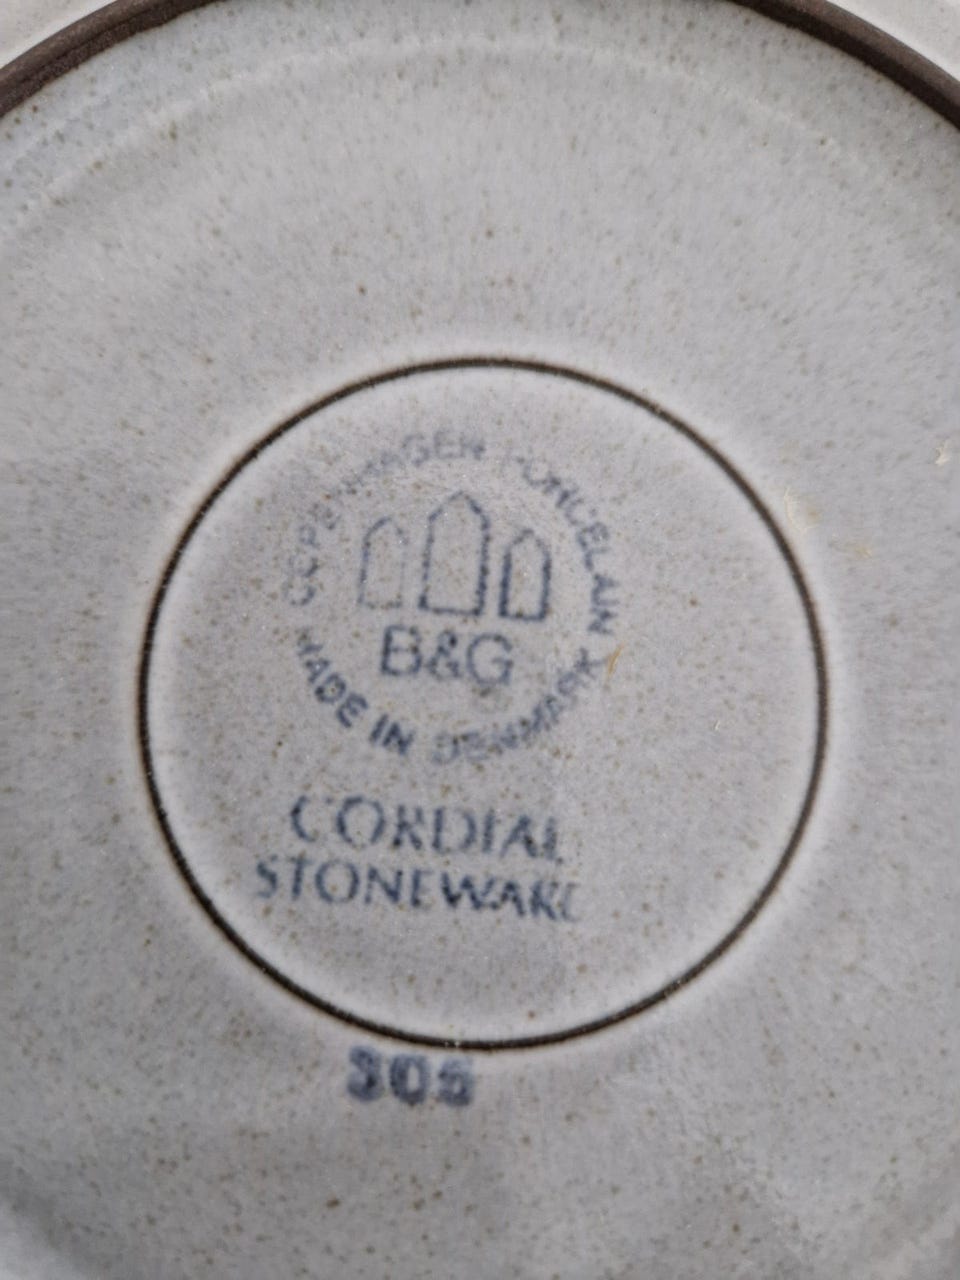 COPENHAGEN PORCELAIN
B&G
MADE IN DENMARK
CORDIAL
STONEWARE
305